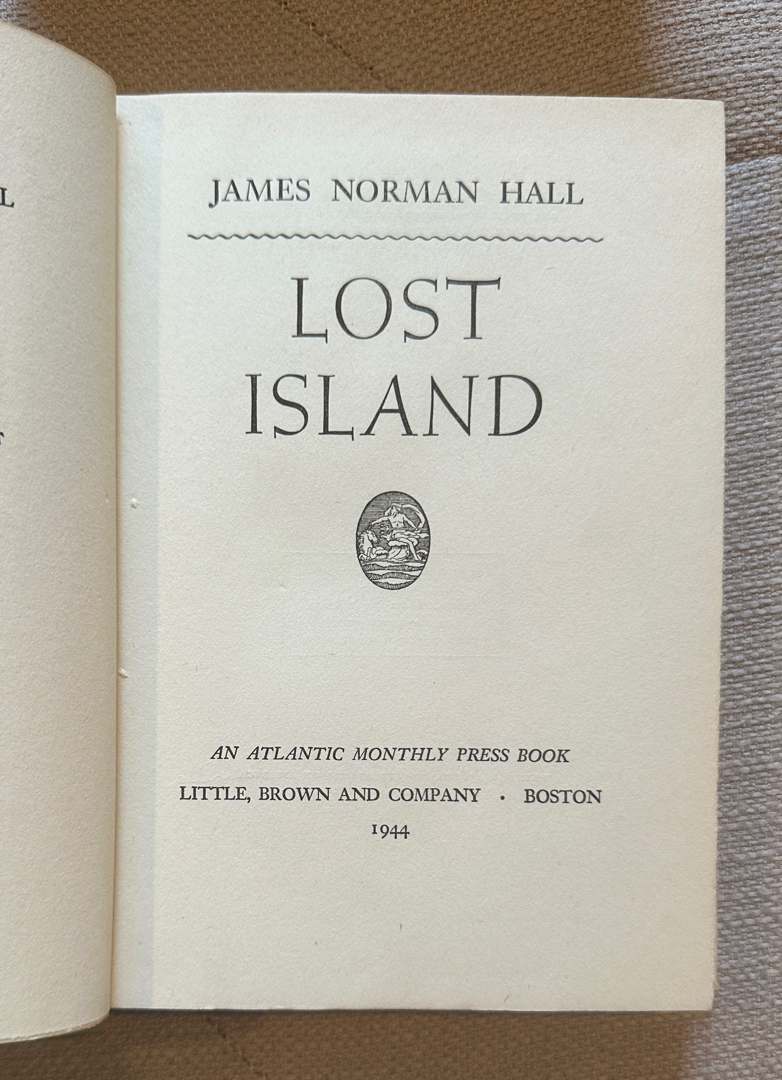 JAMES NORMAN HALL
LOST
ISLAND
AN ATLANTIC MONTHLY PRESS BOOK
LITTLE, BROWN AND COMPANY · BOSTON
1944